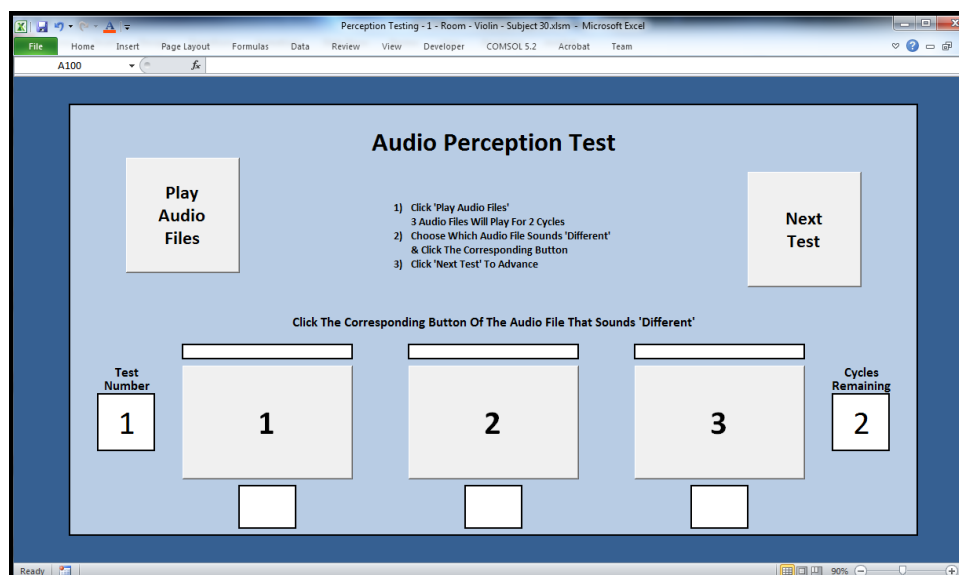 Perception Testing - 1 - Room - Violin - Subject 30.xlsm - Microsoft Excel
File Home Insert Page Layout Formulas Data Review View Developer COMSOL 5.2 Acrobat Team
A100 fx
Audio Perception Test
Play
Audio
Files
1) Click 'Play Audio Files'
3 Audio Files Will Play For 2 Cycles
2) Choose Which Audio File Sounds 'Different'
& Click The Corresponding Button
3) Click 'Next Test' To Advance
Next
Test
Click The Corresponding Button Of The Audio File That Sounds 'Different'
Test
Number
1
1
2
3
Cycles
Remaining
2
Ready
90%